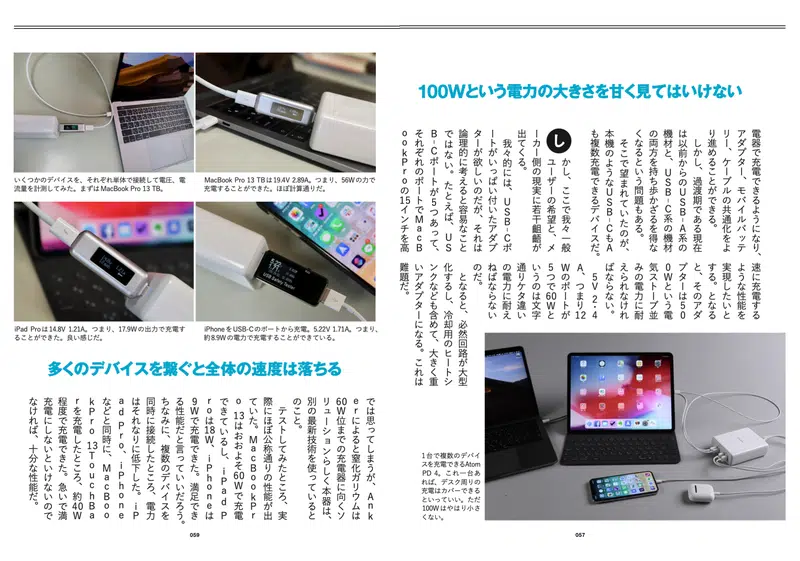 100Wという電力の大きさを甘く見てはいけない
電器で充電できるようになり、
アダプター、モバイルバッテ
リー、ケーブルの共通化をよ
り進めることができる。
しかし、過渡期である現在
は以前からのUSB-A系の
機材と、USB-C系の機材
の両方を持ち歩かざるを得な
くなるという問題もある。
そこで望まれていたのが、
本機のようなUSB-CもA
も複数充電できるデバイスだ。
しかし、ここで我々一般
ユーザーの希望と、メ
ーカー側の現実に若干齟齬が
出てくる。
我々的には、USB-Cポ
ートがいっぱい付いたアダプ
ターが欲しいのだが、それは
論理的に考えると容易なこと
ではない。たとえば、US
B-Cポートが5つあって、
それぞれのポートでMacB
ookProの15インチを高
速に充電する
ような性能を
実現したいと
する。となる
と、そのアダ
プターは50
0Wという電
気ストーブ並
みの電力に耐
えられなけれ
ばならない。
5V2・4
A、つまり12
Wのポートが
5つで60Wと
いうのは文字
通りケタ違い
の電力に耐え
ねばならない
のだ。
となると、必然回路が大型
化するし、冷却用のヒートシ
ンクなども含めて、大きく重
いアダプターになる。これは
難題だ。
1台で複数のデバイ
スを充電できるAtom
PD 4。これ一台あ
れば、デスク周りの
充電はカバーできる
といっていい。ただ
100Wはやはり小さ
くない。
057
いくつかのデバイスを、それぞれ単体で接続して電圧、電
流量を計測してみた。まずはMacBook Pro 13 TB。
MacBook Pro 13 TBは19.4V 2.89A。つまり、56Wの力で
充電することができた。ほぼ計算通りだ。
iPad Proは14.8V 1.21A。つまり、17.9Wの出力で充電す
ることができた。良い感じだ。
iPhoneをUSB-Cのポートから充電。5.22V 1.71A。つまり、
約8.9Wの電力で充電することができている。
多くのデバイスを繋ぐと全体の速度は落ちる
では思ってしまうが、Ank
erによると窒化ガリウムは
60W位までの充電器に向くソ
リューションらしく本器は、
別の最新技術を使っていると
のこと。
テストしてみたところ、実
際にほぼ公称通りの性能が出
ていた。MacBookPr
o 13はおおよそ60Wで充電
できているし、iPadP
roは18W、iPhoneは
9Wで充電できた。満足でき
る性能だと言っていいだろう。
ちなみに、複数のデバイスを
同時に接続したところ、電力
はそれなりに低下した。iP
ad Pro、iPhone
などと同時に、MacBoo
kPro 13TouchBa
rを充電したところ、約40W
程度で充電できた。急いで満
充電にしないといけないので
なければ、十分な性能だ。
059